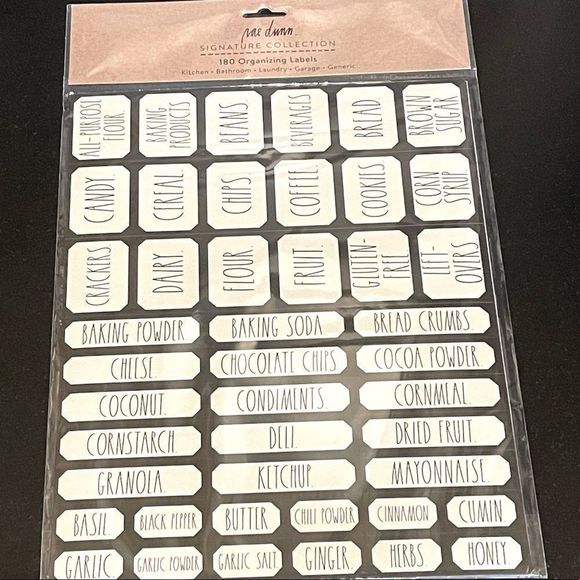 rae dunn.
SIGNATURE COLLECTION
180 Organizing Labels
Kitchen • Bathroom • Laundry • Garage • Generic
ALL-PURPOSE
FLOUR.
BAKING
PRODUCTS
BEANS.
BEVERAGES
BREAD
BROWN
SUGAR
CANDY
CEREAL.
CHIPS.
COFFEE
COOKIES
CORN
SYRUP
CRACKERS.
DAIRY.
FLOUR.
FRUIT.
GLUTEN-
FREE
LEFT-
OVERS.
BAKING POWDER
BAKING SODA
BREAD CRUMBS.
CHEESE.
CHOCOLATE CHIPS
COCOA POWDER
COCONUT.
CONDIMENTS.
CORNMEAL.
CORNSTARCH.
DELI.
DRIED FRUIT.
GRANOLA.
KETCHUP.
MAYONNAISE.
BASIL.
BLACK PEPPER
BUTTER
CHILI POWDER
CINNAMON
CUMIN
GARLIC.
GARLIC POWDER
GARLIC SALT.
GINGER.
HERBS
HONEY